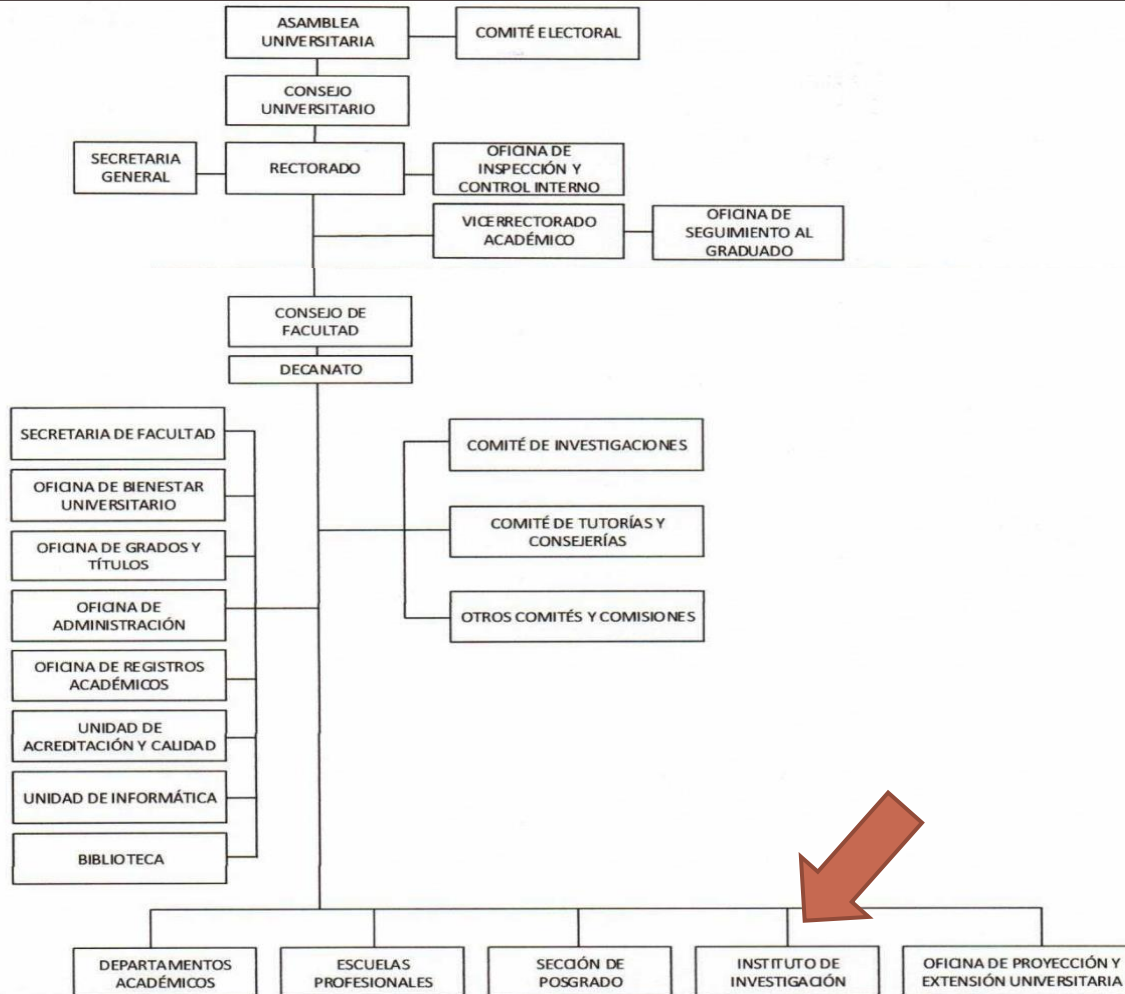 ASAMBLEA
UNIVERSITARIA
COMITÉ ELECTORAL
CONSEJO
UNIVERSITARIO
SECRETARIA
GENERAL
RECTORADO
OFICINA DE
INSPECCIÓN Y
CONTROL INTERNO
VICERRECTORADO
ACADÉMICO
OFICINA DE
SEGUIMIENTO AL
GRADUADO
CONSEJO DE
FACULTAD
DECANATO
SECRETARIA DE FACULTAD
OFICINA DE BIENESTAR
UNIVERSITARIO
OFICINA DE GRADOS Y
TÍTULOS
OFICINA DE
ADMINISTRACIÓN
OFICINA DE REGISTROS
ACADÉMICOS
UNIDAD DE
ACREDITACIÓN Y CALIDAD
UNIDAD DE INFORMÁTICA
BIBLIOTECA
COMITÉ DE INVESTIGACIONES
COMITÉ DE TUTORÍAS Y
CONSEJERÍAS
OTROS COMITÉS Y COMISIONES
DEPARTAMENTOS
ACADÉMICOS
ESCUELAS
PROFESIONALES
SECCIÓN DE
POSGRADO
INSTITUTO DE
INVESTIGACIÓN
OFICINA DE PROYECCIÓN Y
EXTENSIÓN UNIVERSITARIA